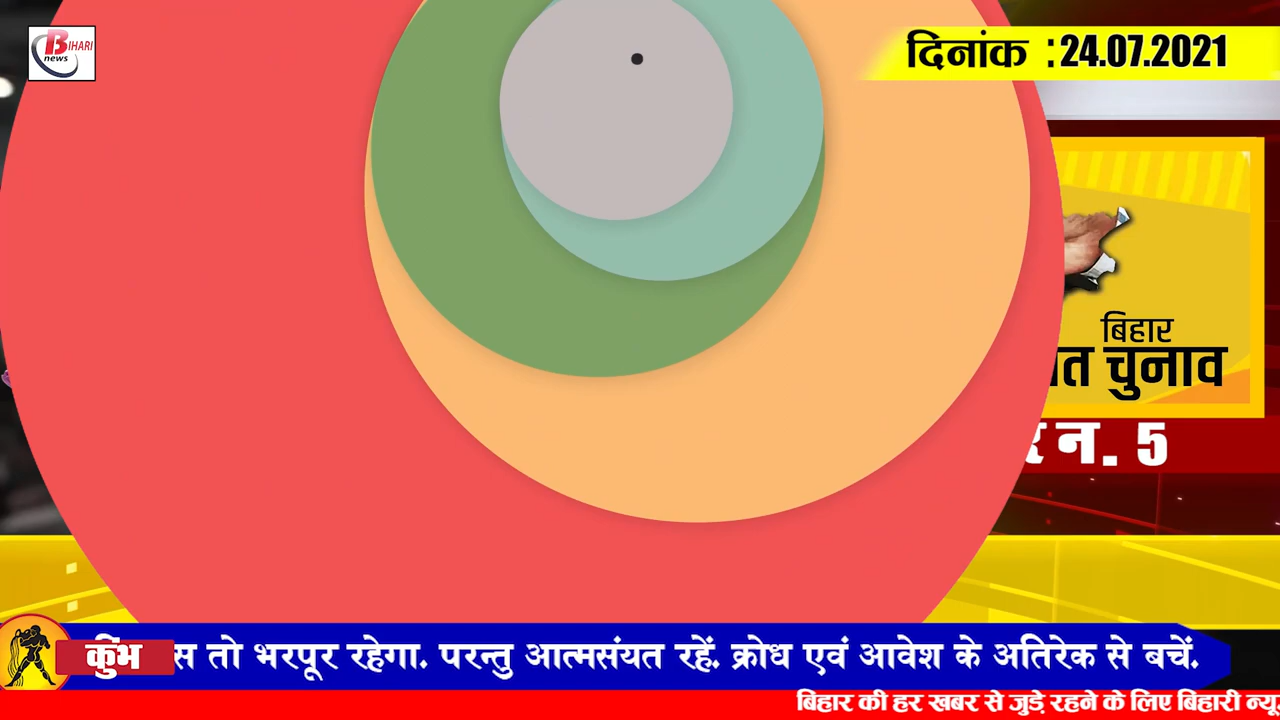 BIHARI
news
दिनांक :24.07.2021
बिहार
चुनाव
न. 5
कुंभ
तो भरपूर रहेगा. परन्तु आत्मसंयत रहें. क्रोध एवं आवेश के अतिरेक से बचें.
बिहार की हर खबर से जुड़े रहने के लिए बिहारी